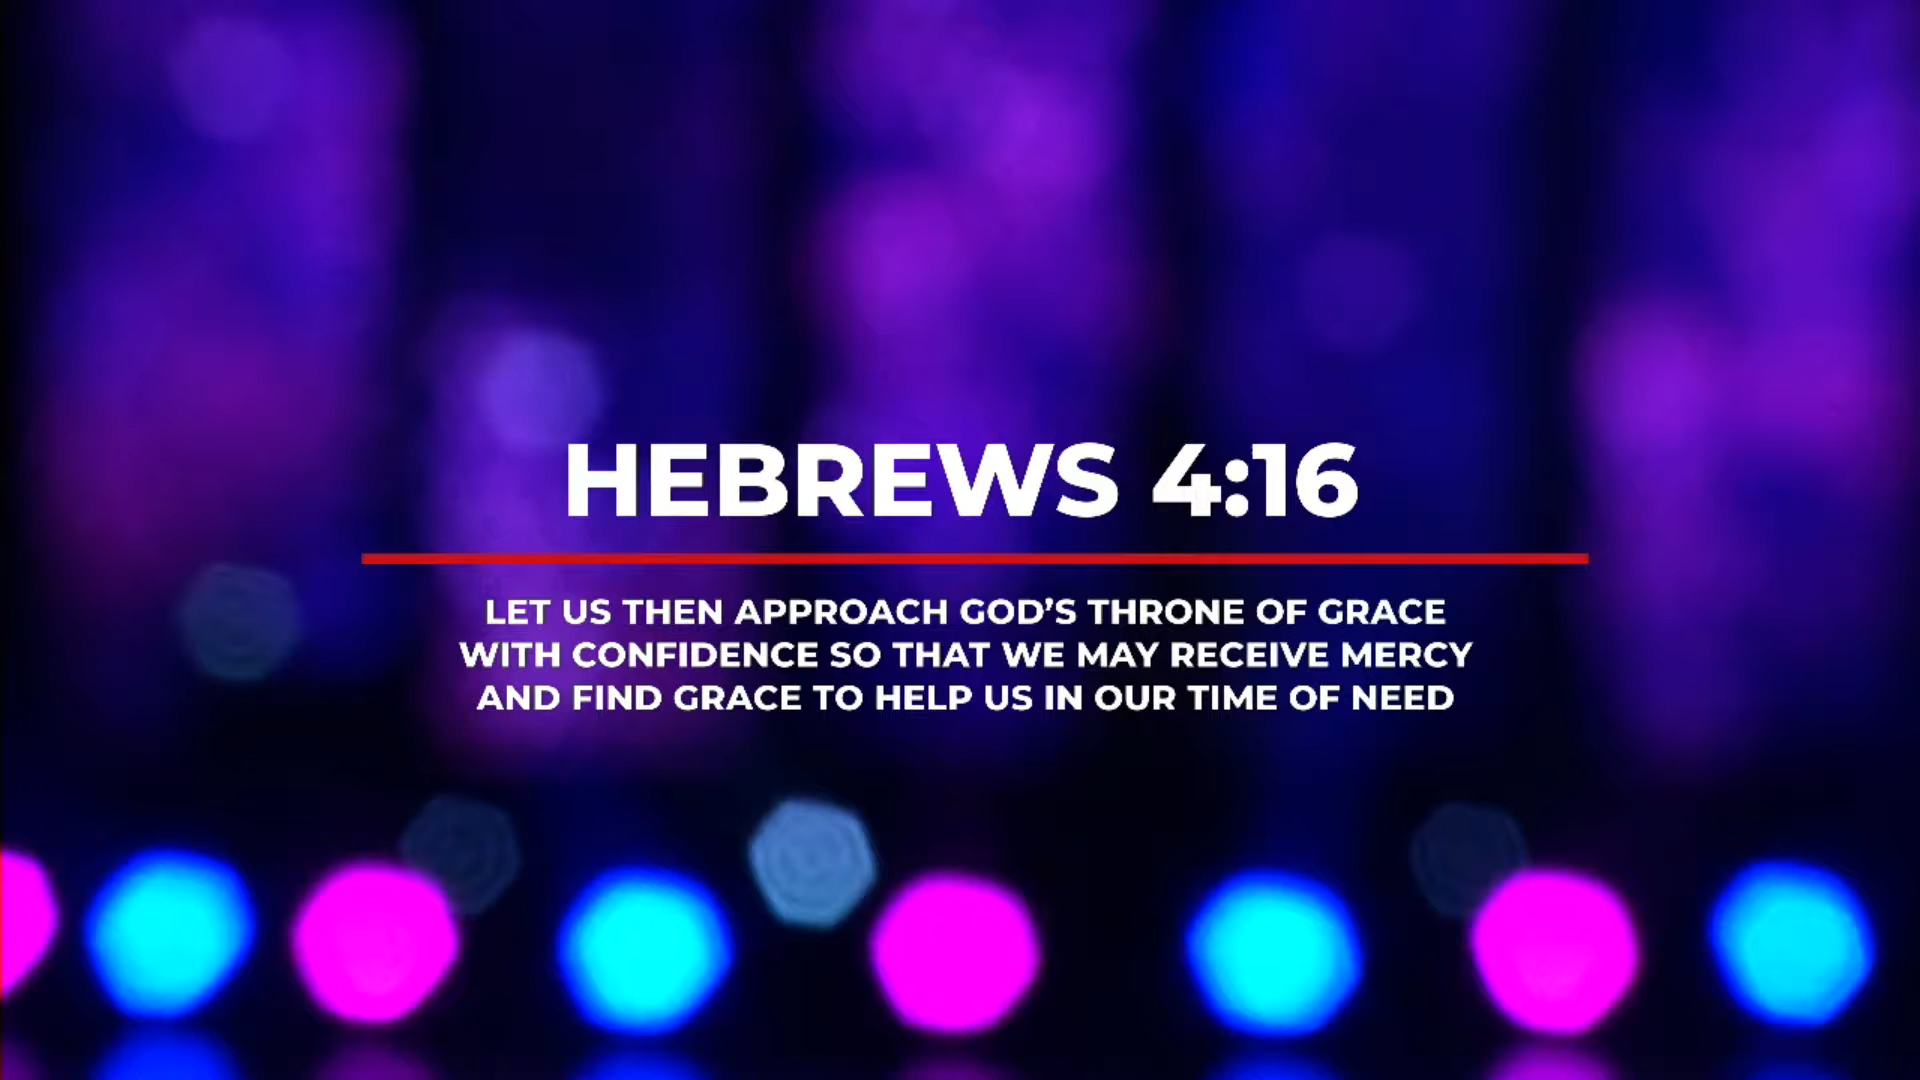 HEBREWS 4:16
LET US THEN APPROACH GOD’S THRONE OF GRACE
WITH CONFIDENCE SO THAT WE MAY RECEIVE MERCY
AND FIND GRACE TO HELP US IN OUR TIME OF NEED